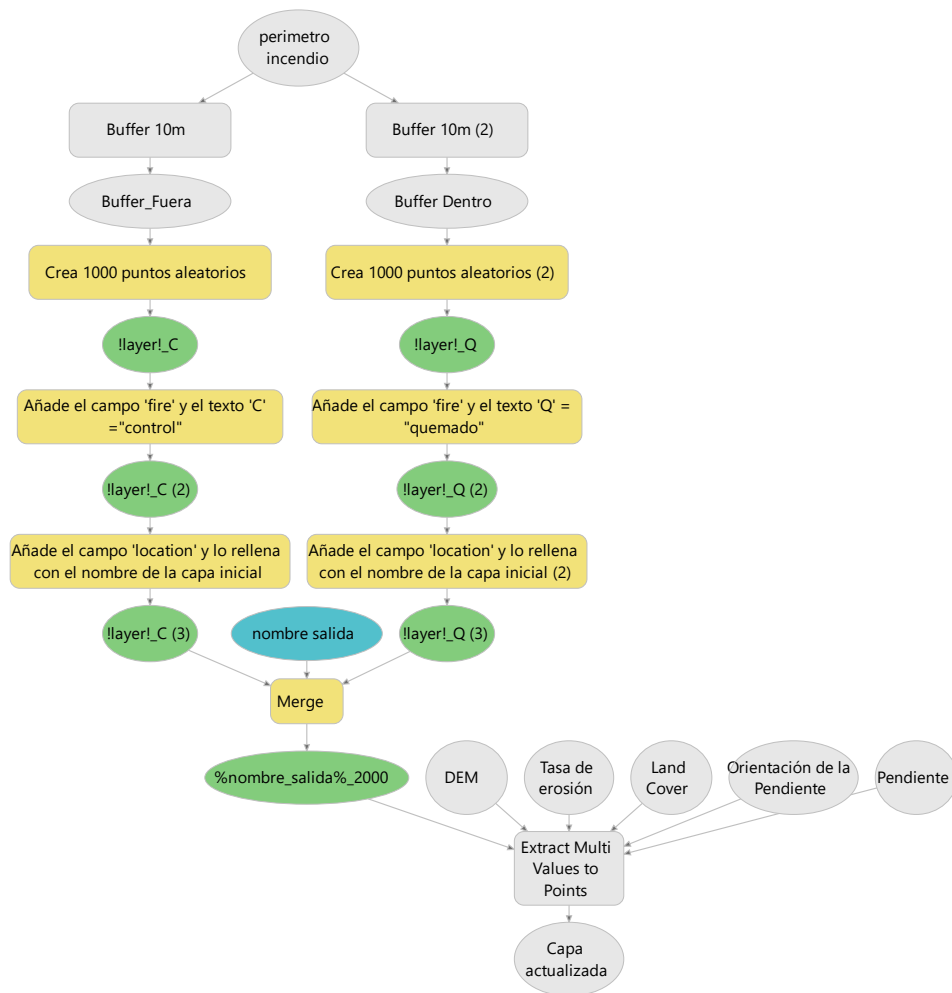 perimetro
incendio
Buffer 10m
Buffer 10m (2)
Buffer_Fuera
Buffer Dentro
Crea 1000 puntos aleatorios
Crea 1000 puntos aleatorios (2)
!layer!_C
!layer!_Q
Añade el campo 'fire' y el texto 'C'
="control"
Añade el campo 'fire' y el texto 'Q' =
"quemado"
!layer!_C (2)
!layer!_Q (2)
Añade el campo 'location' y lo rellena
con el nombre de la capa inicial
Añade el campo 'location' y lo rellena
con el nombre de la capa inicial (2)
!layer!_C (3)
nombre salida
!layer!_Q (3)
Merge
%nombre_salida%_2000
DEM
Tasa de
erosión
Land
Cover
Orientación de la
Pendiente
Pendiente
Extract Multi
Values to
Points
Capa
actualizada